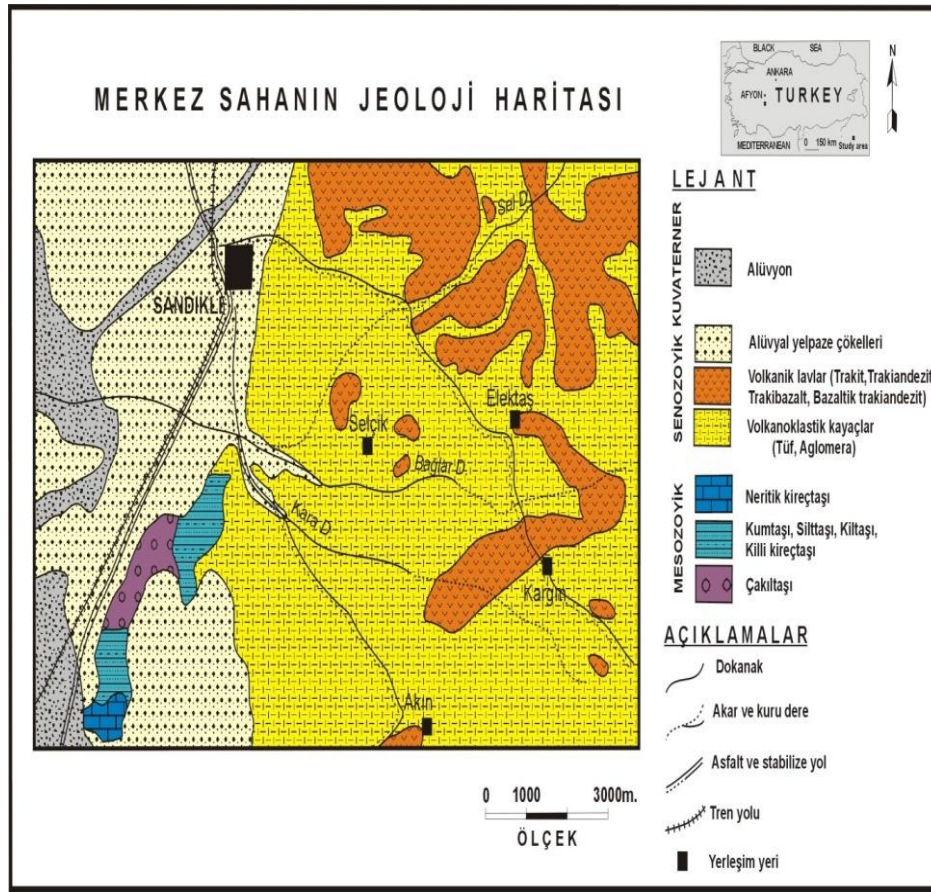 MERKEZ SAHANIN JEOLOJİ HARİTASI
BLACK SEA
ANKARA
AFYON
TURKEY
MEDITERRANEAN
0 150 km
Study area
N
SANDIKLI
Şal D.
Elektaş
Selçik
Bağlar D.
Kara D.
Kargın
Akın
LEJANT
SENOZOYİK
KUVATERNER
Alüvyon
Alüvyal yelpaze çökelleri
Volkanik lavlar (Trakit,Trakiandezit
Trakibazalt, Bazaltik trakiandezit)
Volkanoklastik kayaçlar
(Tüf, Aglomera)
MESOZOYİK
Neritik kireçtaşı
Kumtaşı, Silttaşı, Kiltaşı,
Killi kireçtaşı
Çakıltaşı
AÇIKLAMALAR
Dokanak
Akar ve kuru dere
Asfalt ve stabilize yol
Tren yolu
Yerleşim yeri
0 1000 3000m.
ÖLÇEK